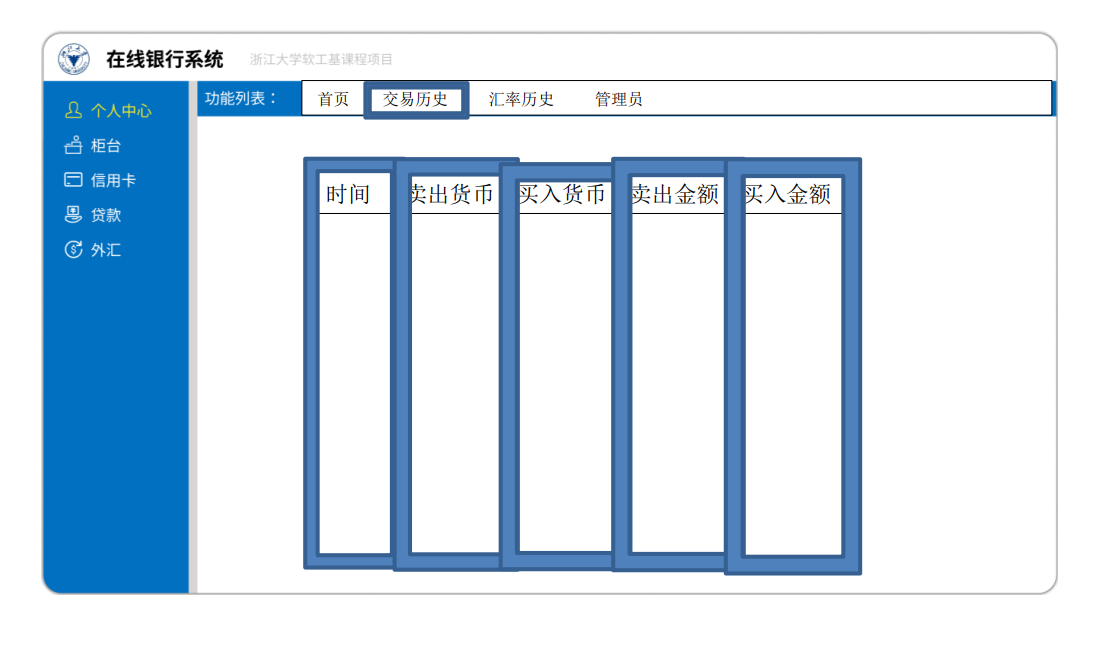 在线银行系统 浙江大学软工基课程项目
功能列表： 首页 交易历史 汇率历史 管理员
个人中心
柜台
信用卡
贷款
外汇
时间 卖出货币 买入货币 卖出金额 买入金额